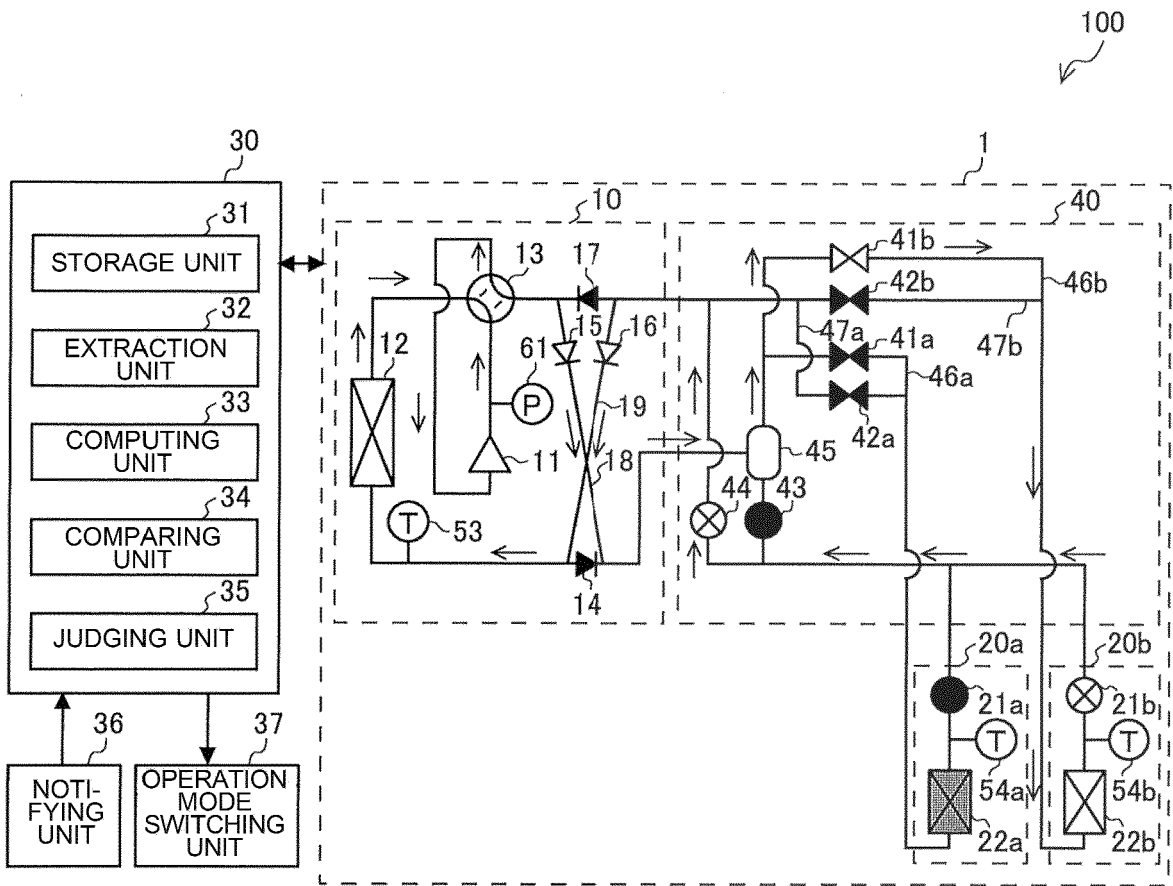 100
30
31
STORAGE UNIT
32
EXTRACTION
UNIT
33
COMPUTING
UNIT
34
COMPARING
UNIT
35
JUDGING UNIT
36
NOTI-
FYING
UNIT
37
OPERATION
MODE
SWITCHING
UNIT
1
10
40
13
17
15
16
12
61
P
19
11
18
T
53
14
41b
42b
46b
47a
41a
47b
46a
42a
45
44
43
20a
20b
21a
21b
T
T
54a
54b
22a
22b